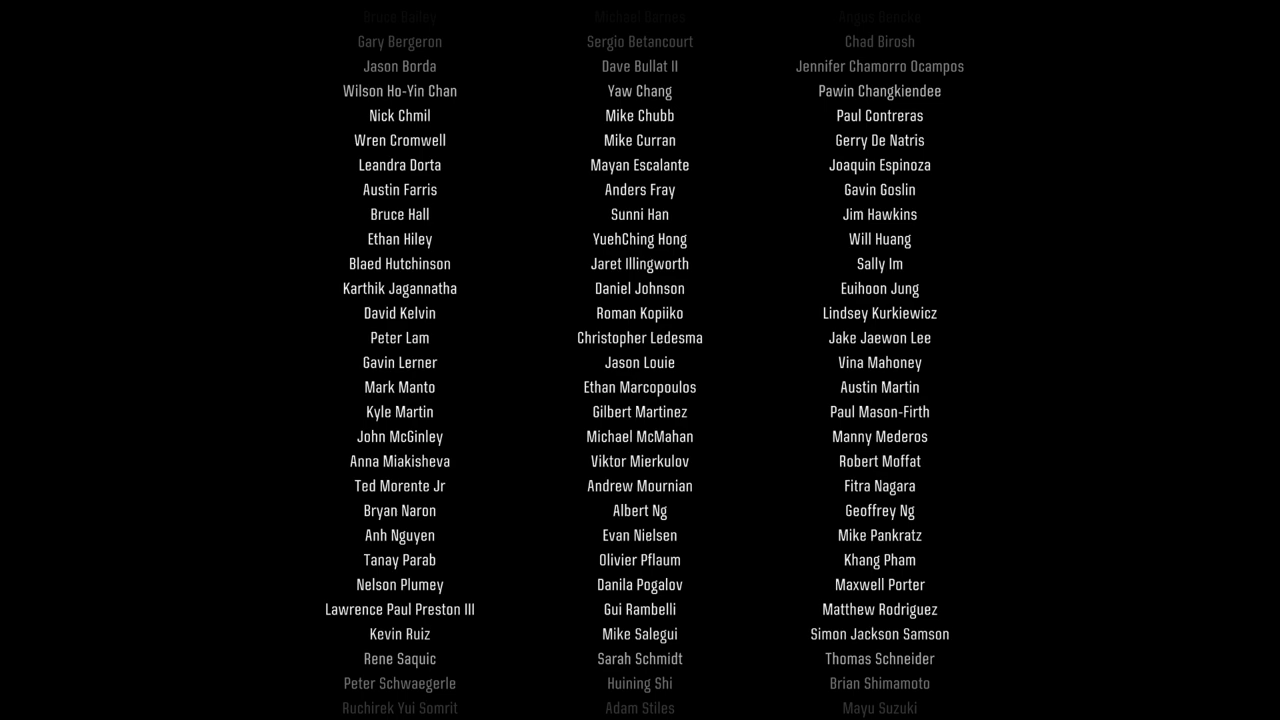 Bruce Bailey Michael Barnes Angus Bencke
Gary Bergeron Sergio Betancourt Chad Birosh
Jason Borda Dave Bullat II Jennifer Chamorro Ocampos
Wilson Ho-Yin Chan Yaw Chang Pawin Changkiendee
Nick Chmil Mike Chubb Paul Contreras
Wren Cromwell Mike Curran Gerry De Natris
Leandra Dorta Mayan Escalante Joaquin Espinoza
Austin Farris Anders Fray Gavin Goslin
Bruce Hall Sunni Han Jim Hawkins
Ethan Hiley YuehChing Hong Will Huang
Blaed Hutchinson Jaret Illingworth Sally Im
Karthik Jagannatha Daniel Johnson Euihoon Jung
David Kelvin Roman Kopiiko Lindsey Kurkiewicz
Peter Lam Christopher Ledesma Jake Jaewon Lee
Gavin Lerner Jason Louie Vina Mahoney
Mark Manto Ethan Marcopoulos Austin Martin
Kyle Martin Gilbert Martinez Paul Mason-Firth
John McGinley Michael McMahan Manny Mederos
Anna Miakisheva Viktor Mierkulov Robert Moffat
Ted Morente Jr Andrew Mournian Fitra Nagara
Bryan Naron Albert Ng Geoffrey Ng
Anh Nguyen Evan Nielsen Mike Pankratz
Tanay Parab Olivier Pflaum Khang Pham
Nelson Plumey Danila Pogalov Maxwell Porter
Lawrence Paul Preston III Gui Rambelli Matthew Rodriguez
Kevin Ruiz Mike Salegui Simon Jackson Samson
Rene Saquic Sarah Schmidt Thomas Schneider
Peter Schwaegerle Huining Shi Brian Shimamoto
Ruchirek Yui Somrit Adam Stiles Mayu Suzuki